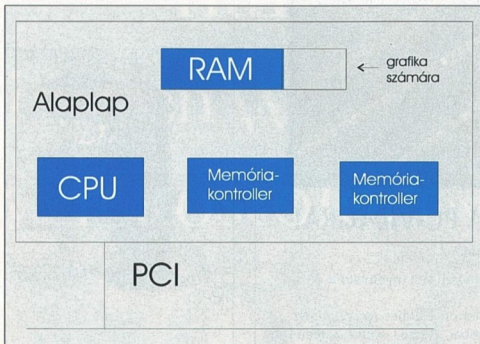 RAM
← grafika
számára
Alaplap
CPU
Memória-
kontroller
Memória-
kontroller
PCI